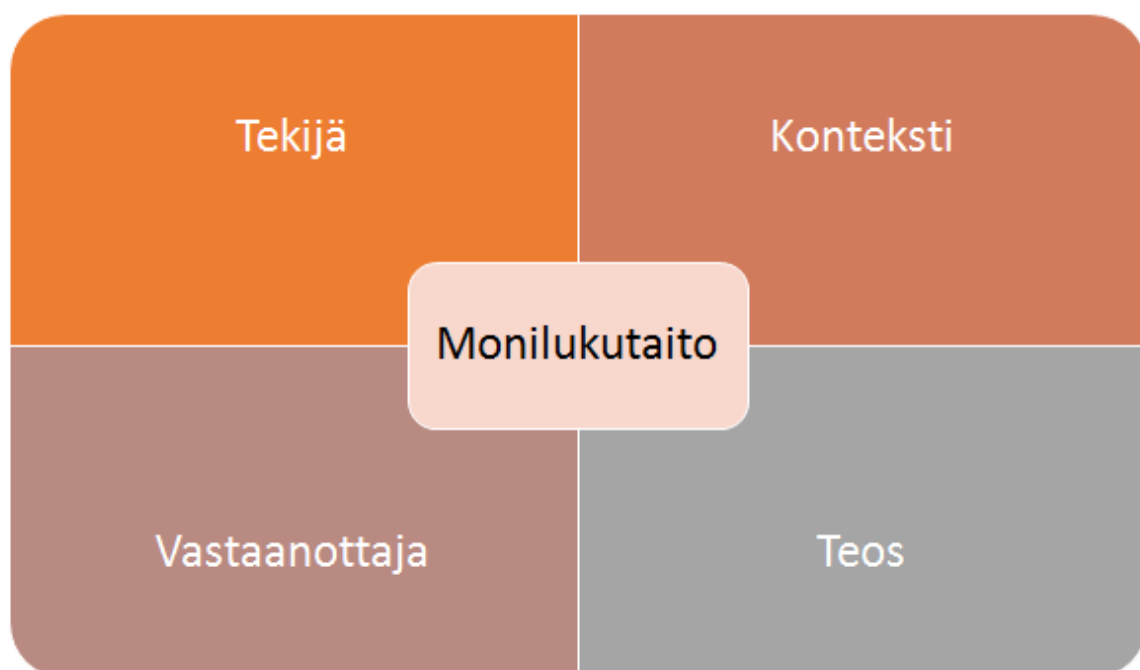 Tekijä
Konteksti
Monilukutaito
Vastaanottaja
Teos